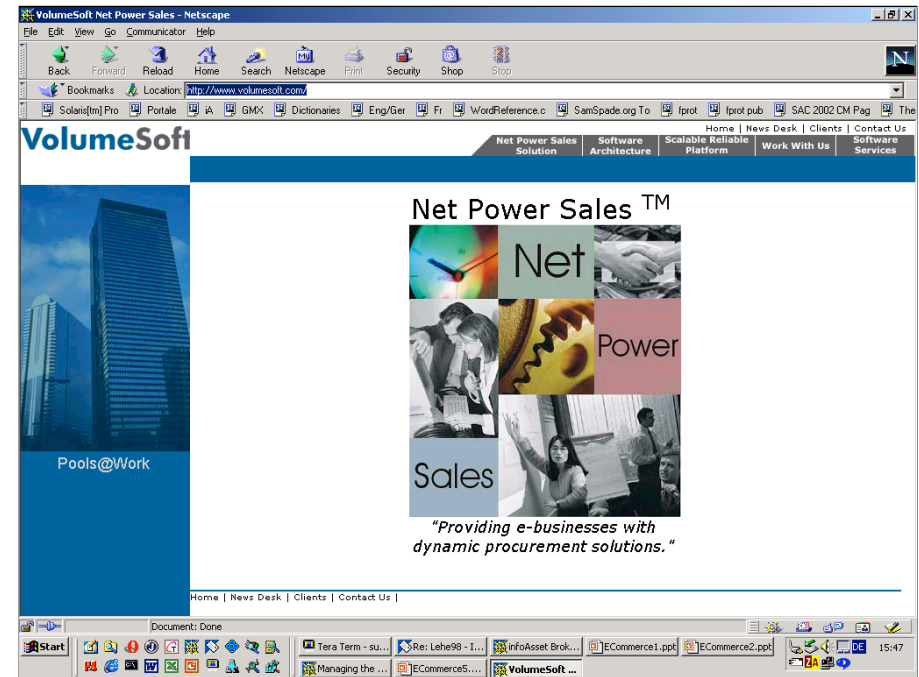 VolumeSoft Net Power Sales - Netscape
File Edit View Go Communicator Help
Back Forward Reload Home Search Netscape Print Security Shop Stop
Bookmarks Location: http://www.volumesoft.com/
Solaris[tm] Pro Portale iA GMX Dictionaries Eng/Ger Fr WordReference.c SamSpade.org To fprot fprot pub SAC 2002 CM Pag The
Home | News Desk | Clients | Contact Us
VolumeSoft
Net Power Sales Solution
Software Architecture
Scalable Reliable Platform
Work With Us
Software Services
Net Power Sales TM
Net
Power
Sales
Pools@Work
"Providing e-businesses with
dynamic procurement solutions."
Home | News Desk | Clients | Contact Us |
Document: Done
Start
Tera Term - su... Re: Lehe98 - I... infoAsset Brok... ECommerce1.ppt ECommerce2.ppt
DE 15:47
Managing the ... ECommerce5.... VolumeSoft ...